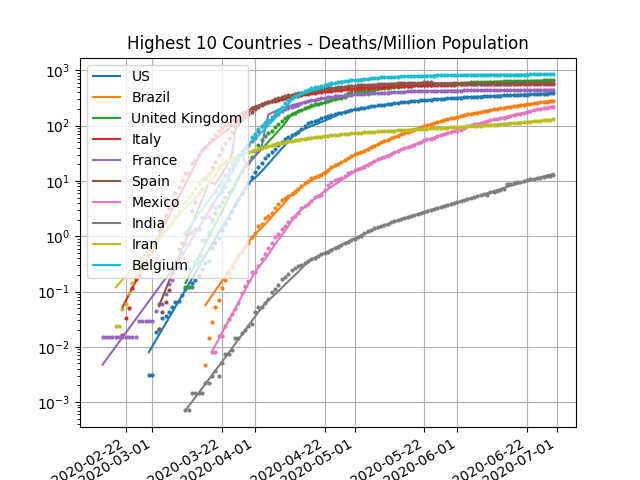 Highest 10 Countries - Deaths/Million Population
10³
10²
10¹
10⁰
10⁻¹
10⁻²
10⁻³
US
Brazil
United Kingdom
Italy
France
Spain
Mexico
India
Iran
Belgium
2020-02-22
2020-03-01
2020-03-22
2020-04-01
2020-04-22
2020-05-01
2020-05-22
2020-06-01
2020-06-22
2020-07-01